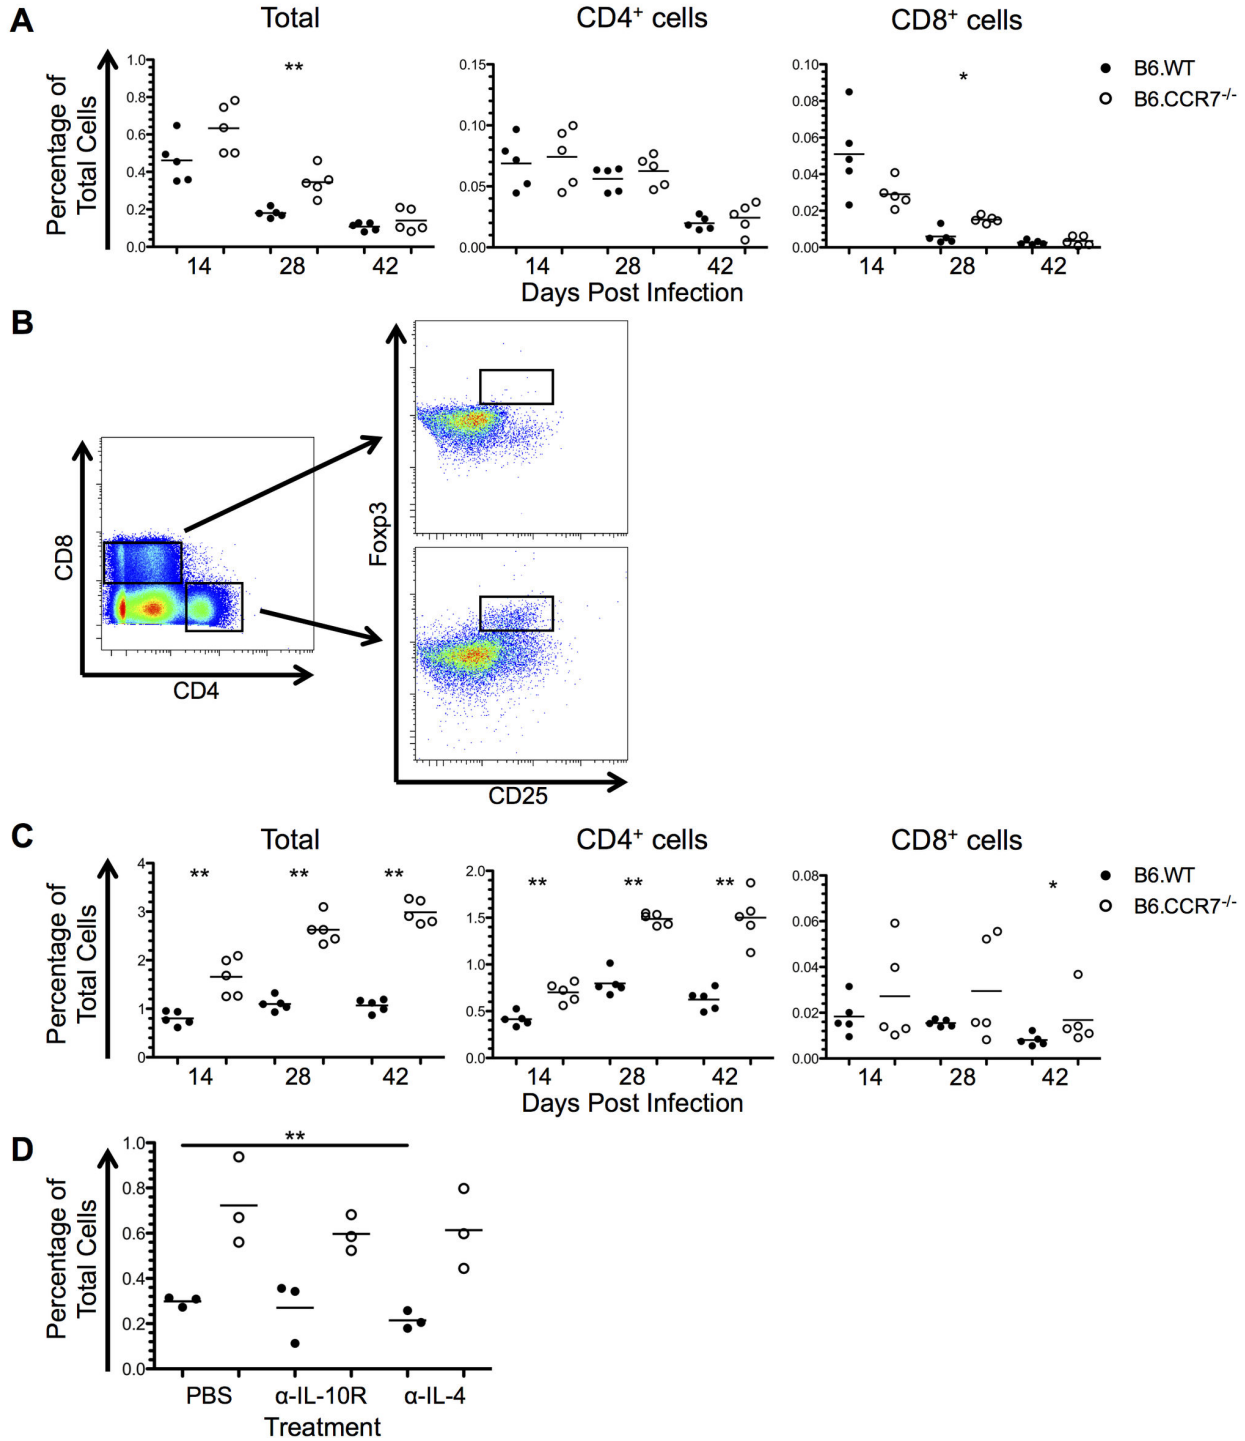 A
Total
CD4⁺ cells
CD8⁺ cells
Percentage of
Total Cells
1.0
0.8
0.6
0.4
0.2
0.0
**
14
28
42
0.15
0.10
0.05
0.00
14
28
42
0.10
0.08
0.06
0.04
0.02
0.00
*
14
28
42
B6.WT
B6.CCR7⁻/⁻
Days Post Infection
B
CD8
CD4
Foxp3
CD25
C
Total
CD4⁺ cells
CD8⁺ cells
Percentage of
Total Cells
4
3
2
1
0
** ** **
14
28
42
2.0
1.5
1.0
0.5
0.0
** ** **
14
28
42
0.08
0.06
0.04
0.02
0.00
*
14
28
42
B6.WT
B6.CCR7⁻/⁻
Days Post Infection
D
Percentage of
Total Cells
1.0
0.8
0.6
0.4
0.2
0.0
**
PBS
α-IL-10R
α-IL-4
Treatment